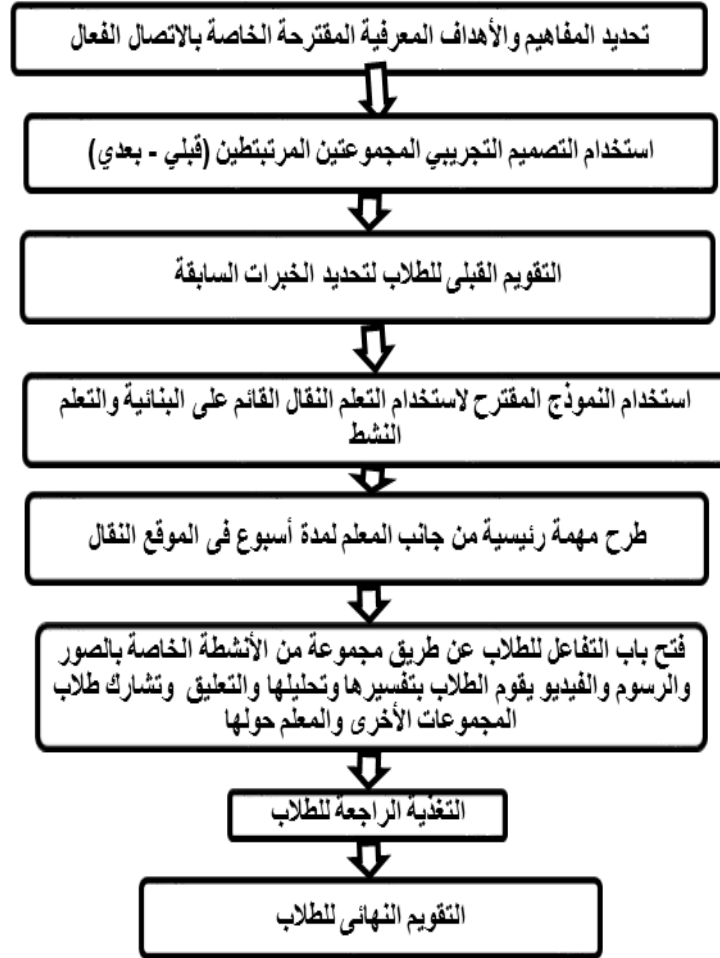 تحديد المفاهيم والأهداف المعرفية المقترحة الخاصة بالاتصال الفعال
استخدام التصميم التجريبي المجموعتين المرتبتطين (قبلي - بعدي)
التقويم القبلى للطلاب لتحديد الخبرات السابقة
استخدام النموذج المقترح لاستخدام التعلم النقال القائم على البنائية والتعلم
النشط
طرح مهمة رئيسية من جانب المعلم لمدة أسبوع فى الموقع النقال
فتح باب التفاعل للطلاب عن طريق مجموعة من الأنشطة الخاصة بالصور
والرسوم والفيديو يقوم الطلاب بتفسيرها وتحليلها والتعليق وتشارك طلاب
المجموعات الأخرى والمعلم حولها
التغذية الراجعة للطلاب
التقويم النهائى للطلاب